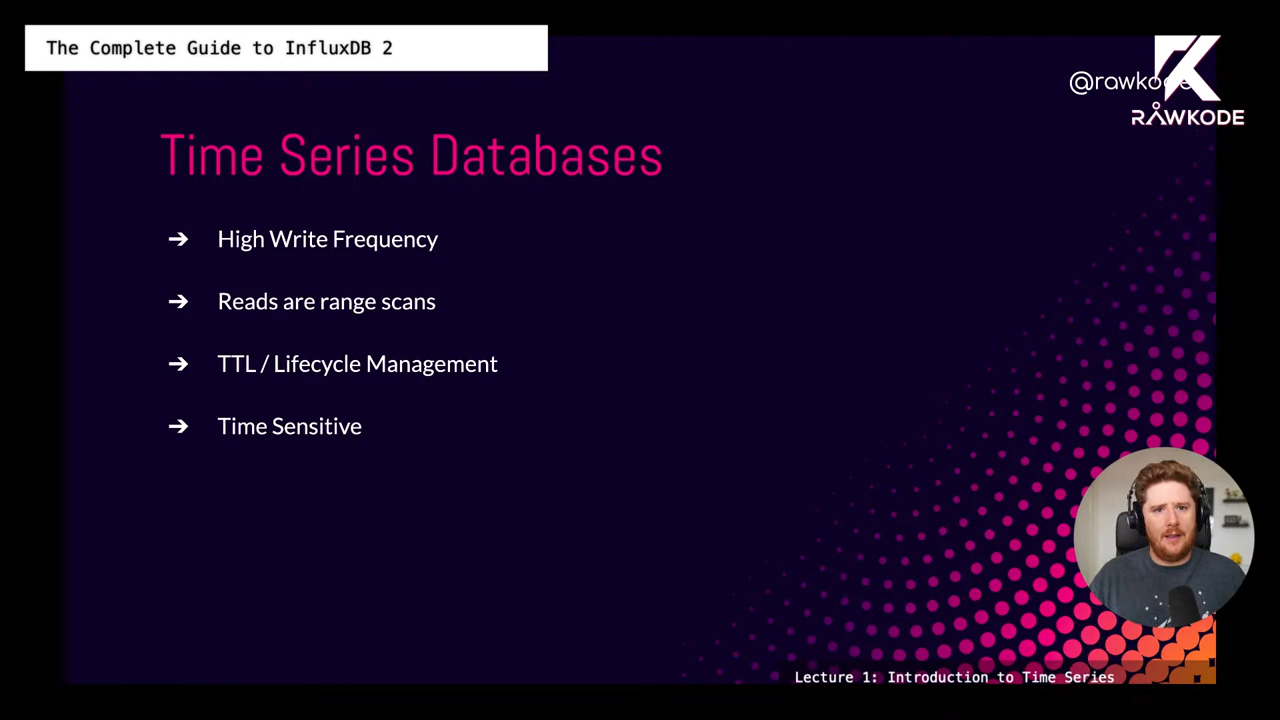 The Complete Guide to InfluxDB 2
@rawkode
RAWKODE
Time Series Databases
➔ High Write Frequency
➔ Reads are range scans
➔ TTL / Lifecycle Management
➔ Time Sensitive
Lecture 1: Introduction to Time Series